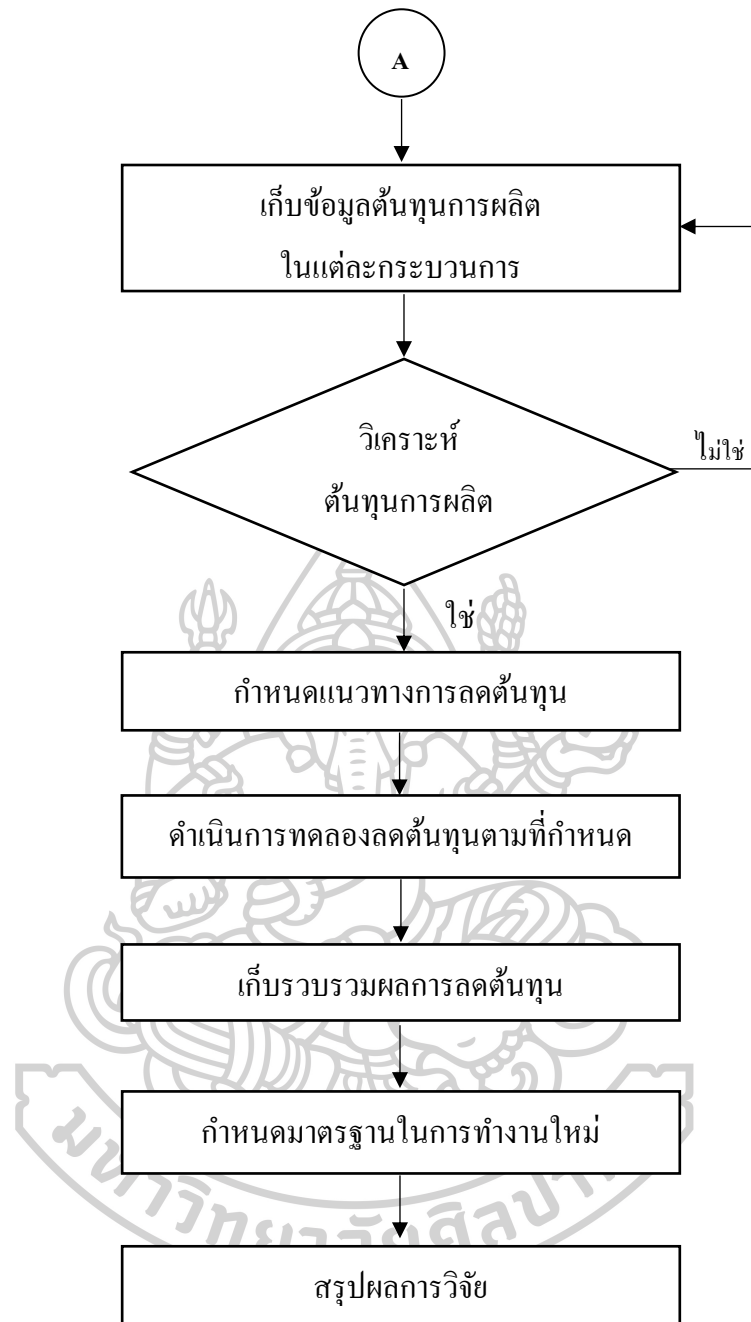 A
เก็บข้อมูลต้นทุนการผลิต
ในแต่ละกระบวนการ
วิเคราะห์
ต้นทุนการผลิต
ไม่ใช่
ใช่
กำหนดแนวทางการลดต้นทุน
ดำเนินการทดลองลดต้นทุนตามที่กำหนด
เก็บรวบรวมผลการลดต้นทุน
กำหนดมาตรฐานในการทำงานใหม่
สรุปผลการวิจัย